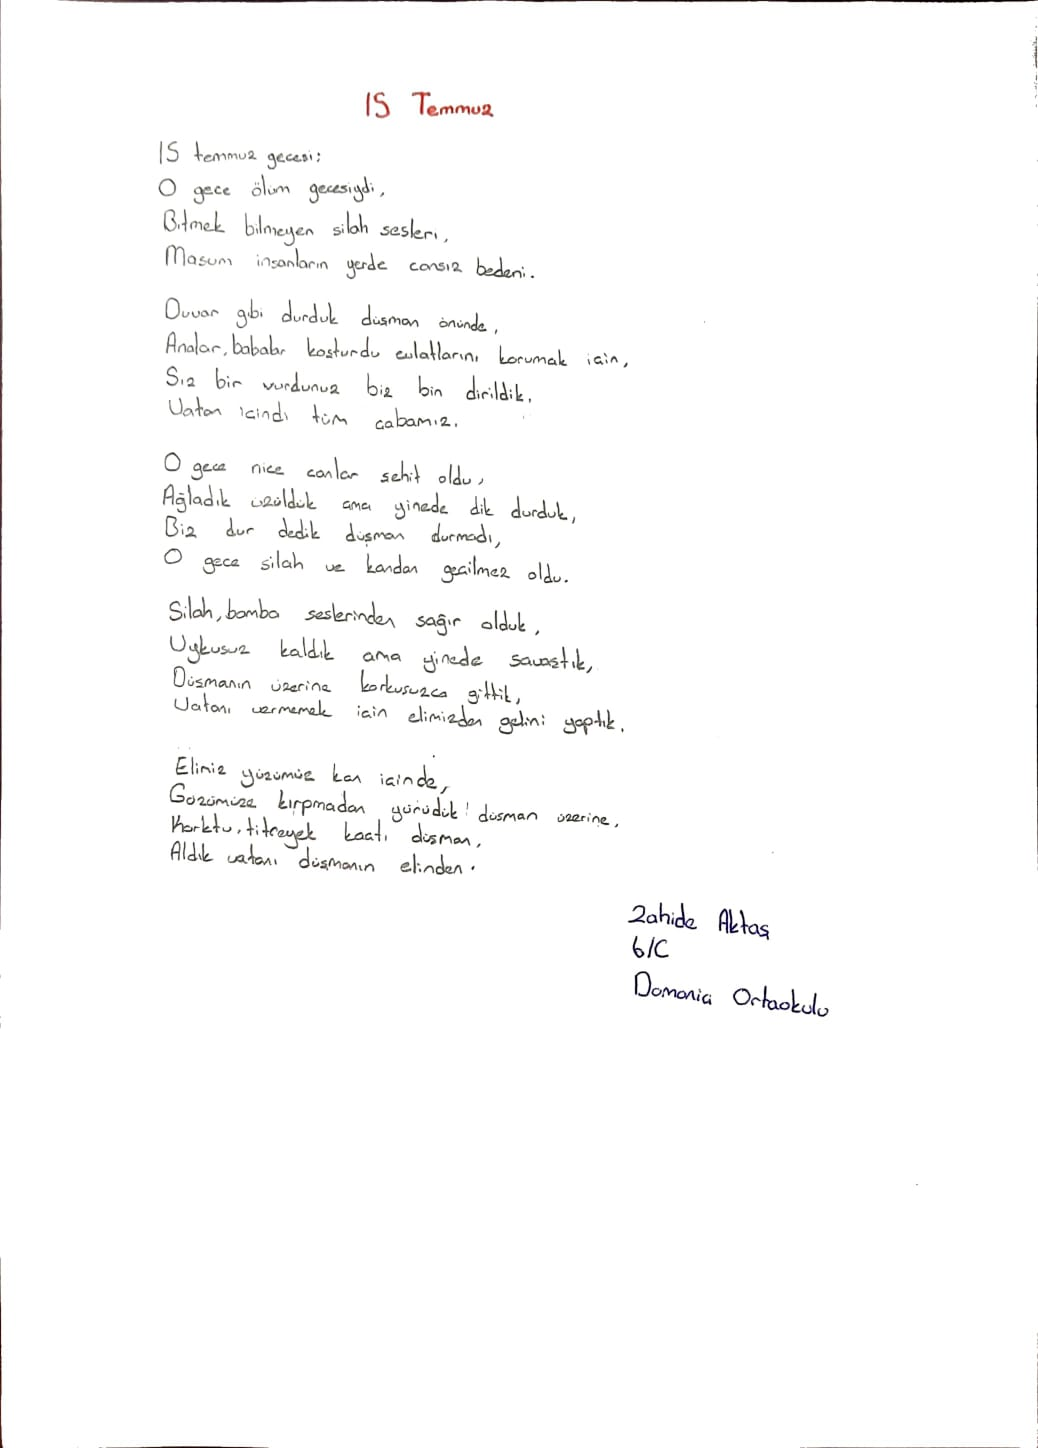 15 Temmuz
15 temmuz gecesi:
O gece ölüm gecesiydi,
Bitmek bilmeyen silah sesleri,
Masum insanların yerde cansız bedeni.
Duvar gibi durduk düşman önünde,
Analar, babalar kosturdu evlatlarını korumak için,
Siz bir vurdunuz biz bin dirildik,
Vatan içindi tüm çabamız.
O gece nice canlar şehit oldu,
Ağladık üzüldük ama yinede dik durduk,
Biz dur dedik düşman durmadı,
O gece silah ve kandan geçilmez oldu.
Silah, bomba seslerinden sağır olduk,
Uykusuz kaldık ama yinede savastık,
Düşmanın üzerine korkusuzca gittik,
Vatanı vermemek için elimizden gelini yaptık.
Elimiz yüzümüz kan içinde,
Gözümüze kırpmadan yürüdük! düsman üzerine,
Korktu, titreyek kaçtı düsman,
Aldık vatanı düşmanın elinden.
Zahide Aktaş
6/C
Domaniç Ortaokulu